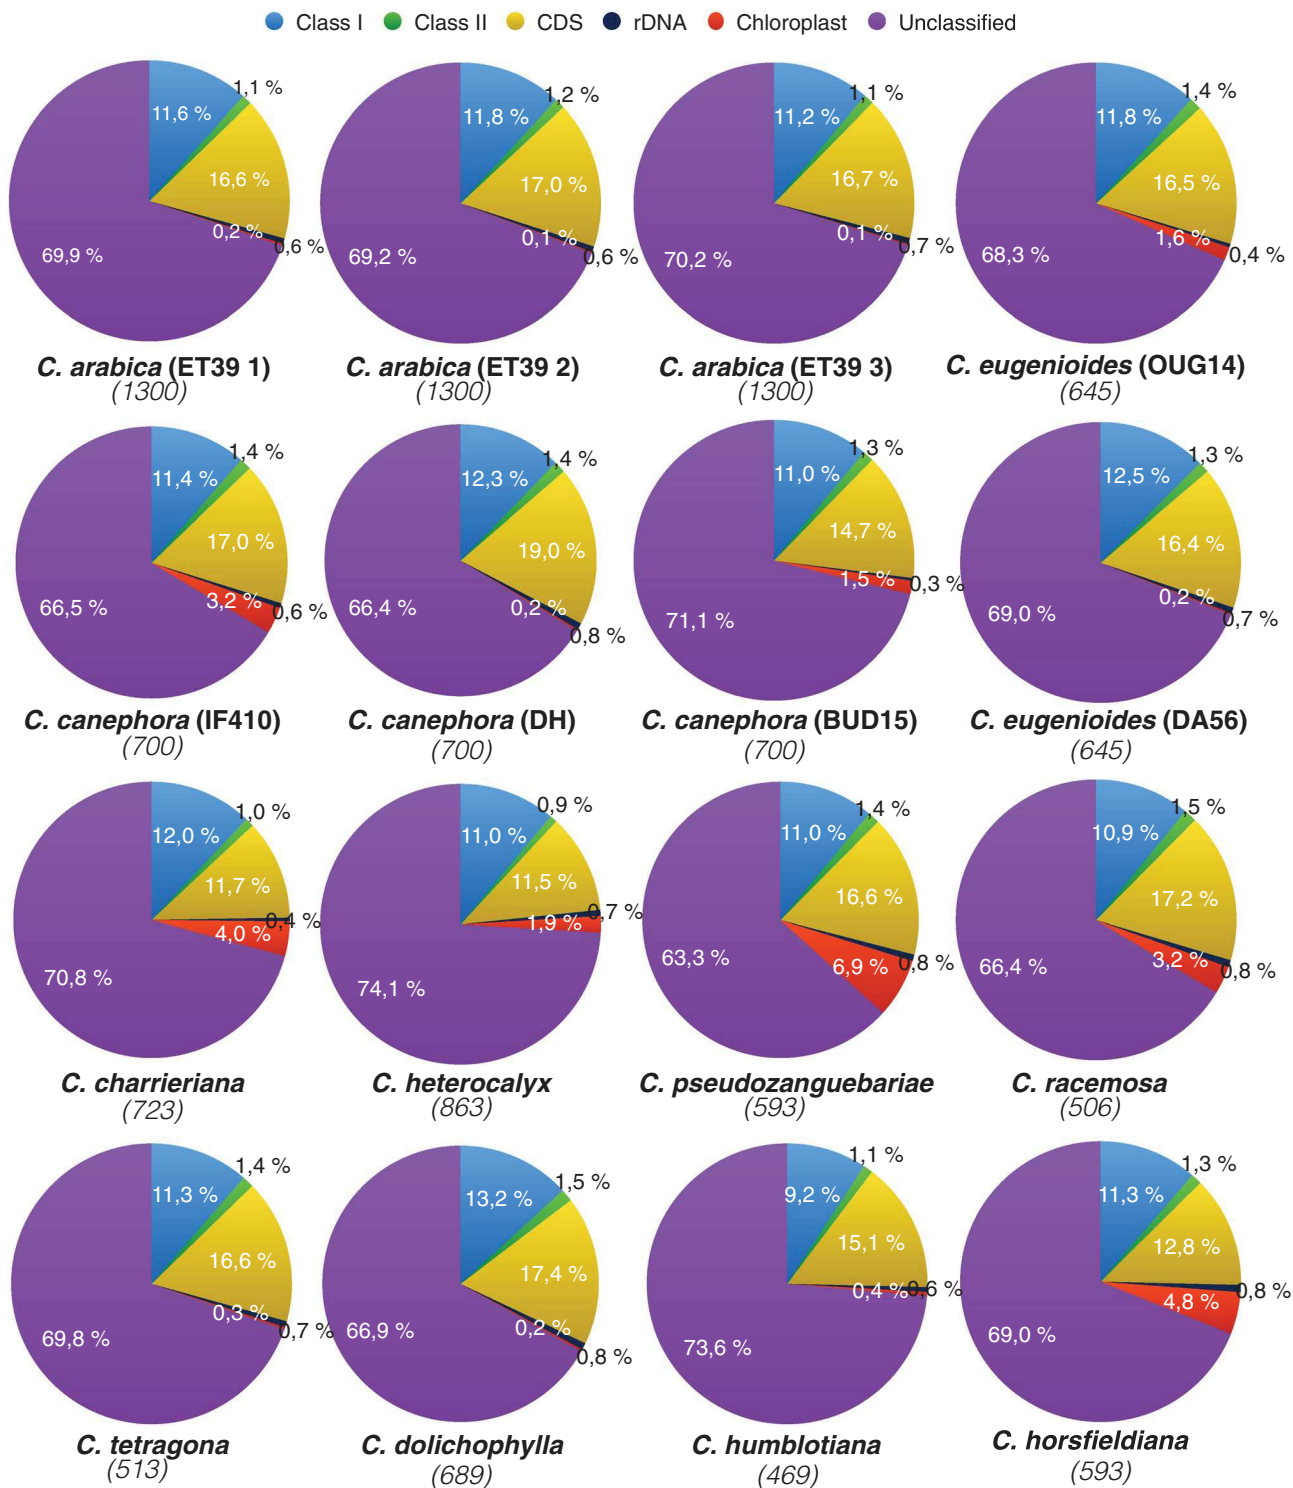 Class I Class II CDS rDNA Chloroplast Unclassified
11,6 % 1,1 % 16,6 % 0,2 % 0,6 % 69,9 %
11,8 % 1,2 % 17,0 % 0,1 % 0,6 % 69,2 %
11,2 % 1,1 % 16,7 % 0,1 % 0,7 % 70,2 %
11,8 % 1,4 % 16,5 % 1,6 % 0,4 % 68,3 %
C. arabica (ET39 1) C. arabica (ET39 2) C. arabica (ET39 3) C. eugenioides (OUG14)
(1300) (1300) (1300) (645)
11,4 % 1,4 % 17,0 % 3,2 % 0,6 % 66,5 %
12,3 % 1,4 % 19,0 % 0,2 % 0,8 % 66,4 %
11,0 % 1,3 % 14,7 % 1,5 % 0,3 % 71,1 %
12,5 % 1,3 % 16,4 % 0,2 % 0,7 % 69,0 %
C. canephora (IF410) C. canephora (DH) C. canephora (BUD15) C. eugenioides (DA56)
(700) (700) (700) (645)
12,0 % 1,0 % 11,7 % 0,4 % 4,0 % 70,8 %
11,0 % 0,9 % 11,5 % 0,7 % 1,9 % 74,1 %
11,0 % 1,4 % 16,6 % 6,9 % 0,8 % 63,3 %
10,9 % 1,5 % 17,2 % 3,2 % 0,8 % 66,4 %
C. charrieriana C. heterocalyx C. pseudozanguebariae C. racemosa
(723) (863) (593) (506)
11,3 % 1,4 % 16,6 % 0,3 % 0,7 % 69,8 %
13,2 % 1,5 % 17,4 % 0,2 % 0,8 % 66,9 %
9,2 % 1,1 % 15,1 % 0,4 % 0,6 % 73,6 %
11,3 % 1,3 % 12,8 % 0,8 % 4,8 % 69,0 %
C. tetragona C. dolichophylla C. humblotiana C. horsfieldiana
(513) (689) (469) (593)